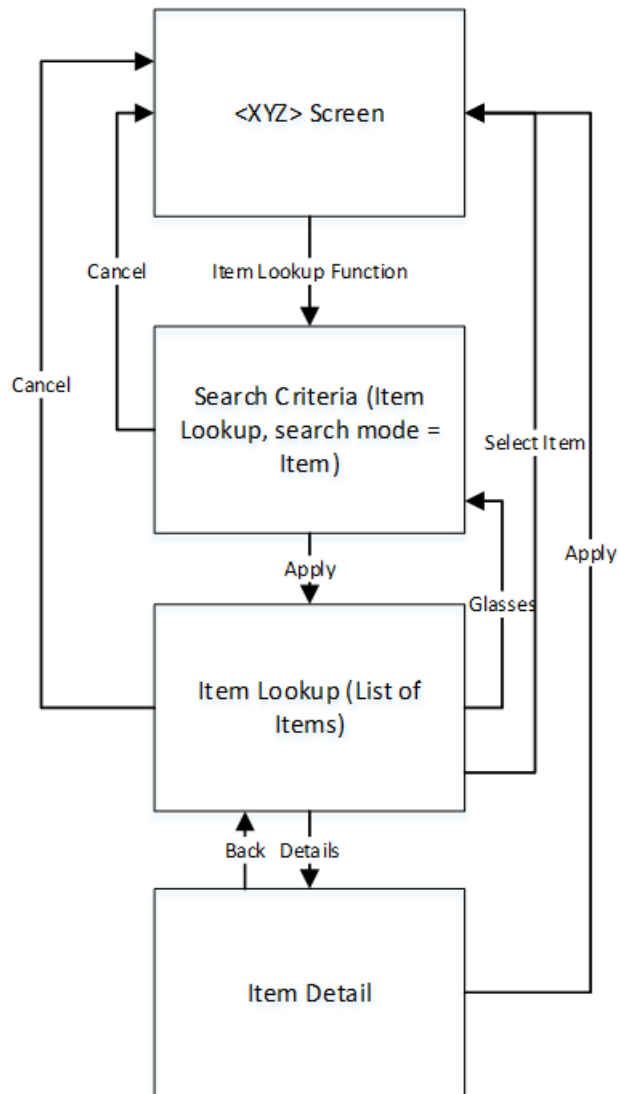 <XYZ> Screen
Cancel
Item Lookup Function
Cancel
Search Criteria (Item
Lookup, search mode =
Item)
Select Item
Apply
Apply
Glasses
Item Lookup (List of
Items)
Back
Details
Item Detail